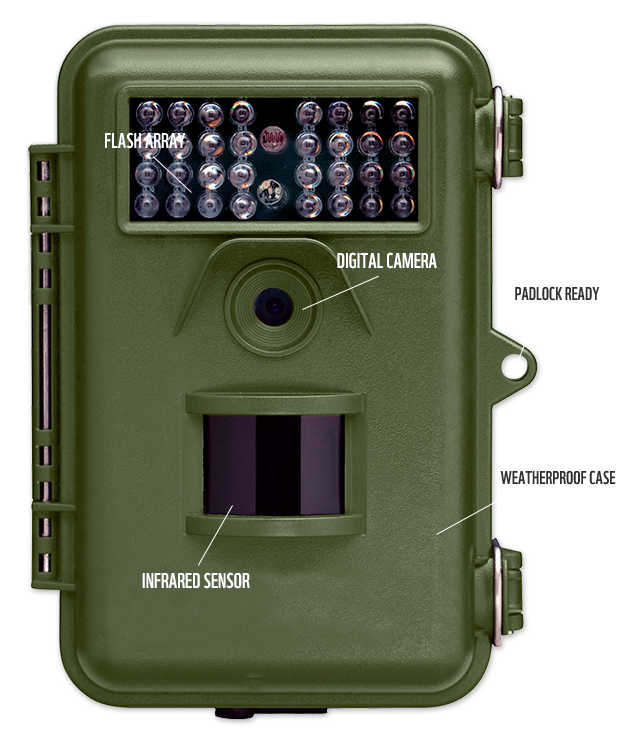 FLASH ARRAY
DIGITAL CAMERA
PADLOCK READY
WEATHERPROOF CASE
INFRARED SENSOR